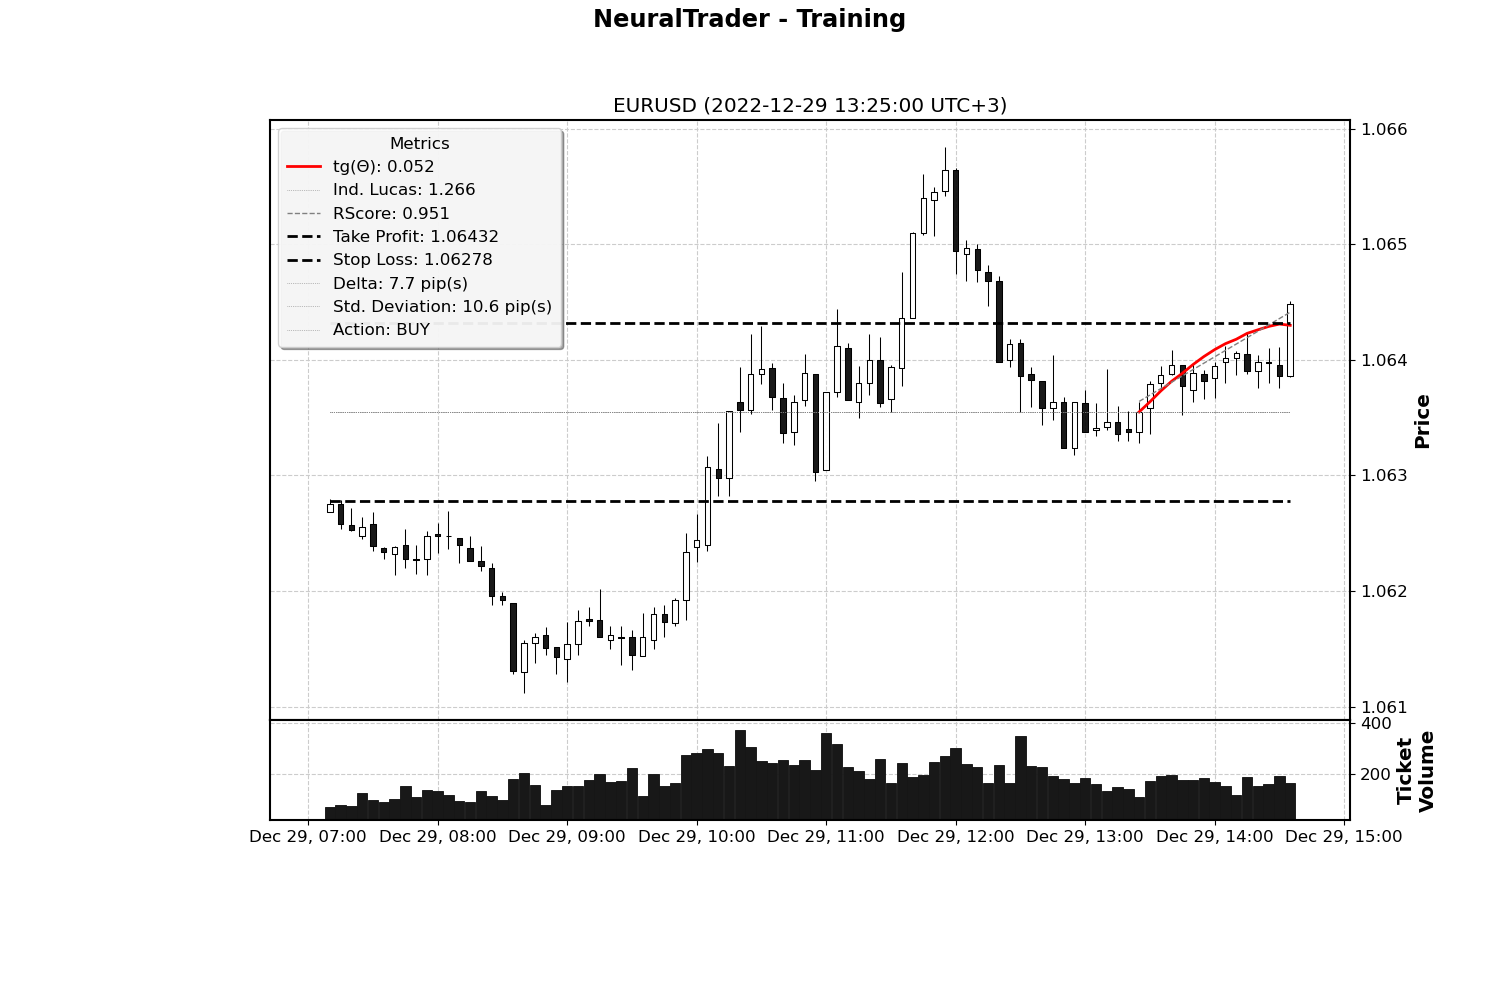 NeuralTrader - Training
EURUSD (2022-12-29 13:25:00 UTC+3)
Metrics
tg(Θ): 0.052
Ind. Lucas: 1.266
RScore: 0.951
Take Profit: 1.06432
Stop Loss: 1.06278
Delta: 7.7 pip(s)
Std. Deviation: 10.6 pip(s)
Action: BUY
1.066
1.065
1.064
1.063
1.062
1.061
Price
400
200
Ticket
Volume
Dec 29, 07:00
Dec 29, 08:00
Dec 29, 09:00
Dec 29, 10:00
Dec 29, 11:00
Dec 29, 12:00
Dec 29, 13:00
Dec 29, 14:00
Dec 29, 15:00